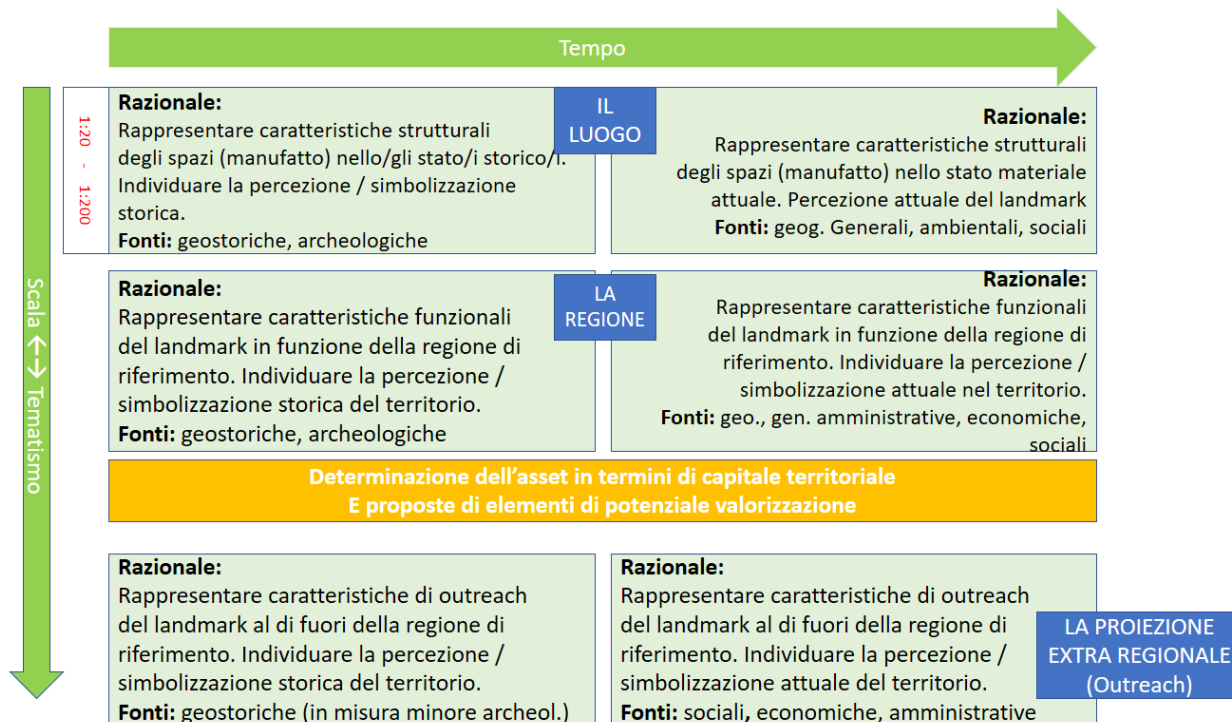 Tempo
Scala ←→ Tematismo
1:20 - 1:200
Razionale:
Rappresentare caratteristiche strutturali
degli spazi (manufatto) nello/gli stato/i storico/i.
Individuare la percezione / simbolizzazione
storica.
Fonti: geostoriche, archeologiche
IL
LUOGO
Razionale:
Rappresentare caratteristiche strutturali
degli spazi (manufatto) nello stato materiale
attuale. Percezione attuale del landmark
Fonti: geog. Generali, ambientali, sociali
Razionale:
Rappresentare caratteristiche funzionali
del landmark in funzione della regione di
riferimento. Individuare la percezione /
simbolizzazione storica del territorio.
Fonti: geostoriche, archeologiche
LA
REGIONE
Razionale:
Rappresentare caratteristiche funzionali
del landmark in funzione della regione di
riferimento. Individuare la percezione /
simbolizzazione attuale nel territorio.
Fonti: geo., gen. amministrative, economiche,
sociali
Determinazione dell'asset in termini di capitale territoriale
E proposte di elementi di potenziale valorizzazione
Razionale:
Rappresentare caratteristiche di outreach
del landmark al di fuori della regione di
riferimento. Individuare la percezione /
simbolizzazione storica del territorio.
Fonti: geostoriche (in misura minore archeol.)
Razionale:
Rappresentare caratteristiche di outreach
del landmark al di fuori della regione di
riferimento. Individuare la percezione /
simbolizzazione attuale del territorio.
Fonti: sociali, economiche, amministrative
LA PROIEZIONE
EXTRA REGIONALE
(Outreach)